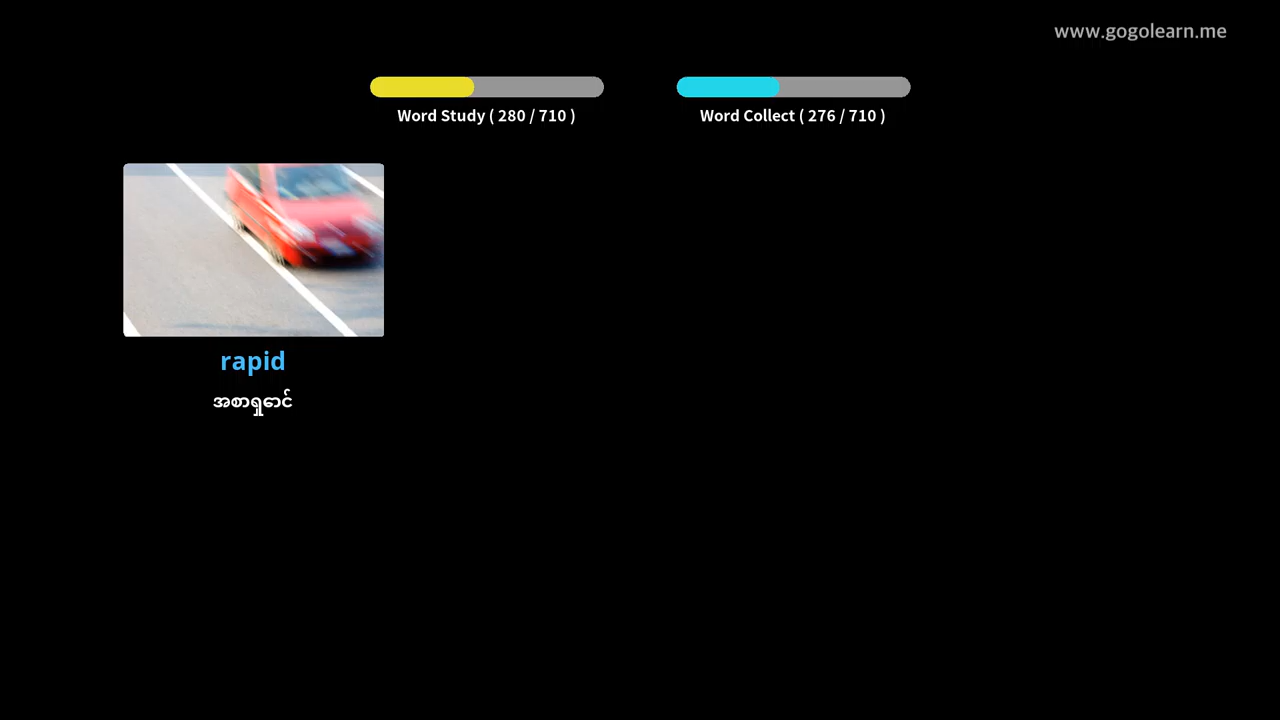 www.gogolearn.me
Word Study ( 280 / 710 )
Word Collect ( 276 / 710 )
rapid
အစာရှောင်